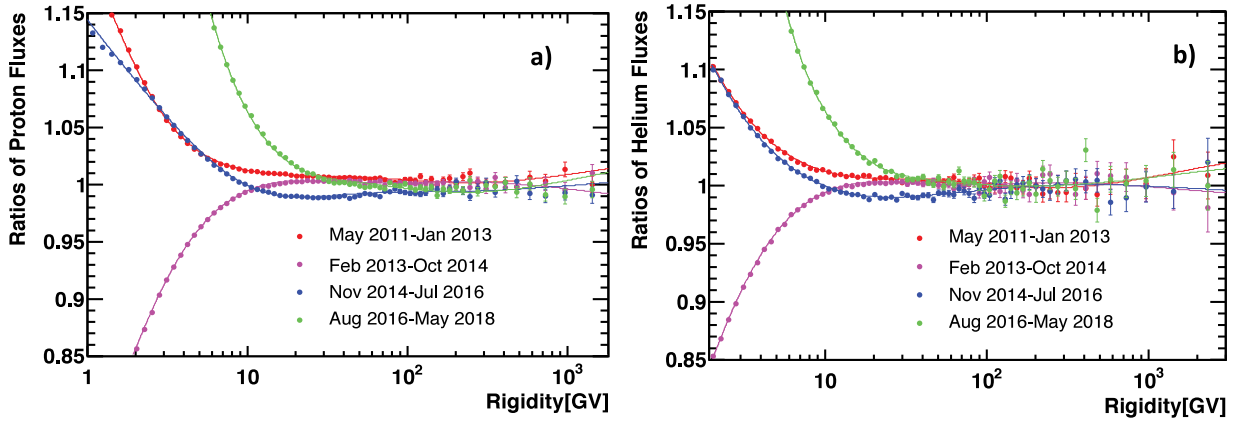 Ratios of Proton Fluxes
1.15
1.1
1.05
1
0.95
0.9
0.85
a)
May 2011-Jan 2013
Feb 2013-Oct 2014
Nov 2014-Jul 2016
Aug 2016-May 2018
1 10 10² 10³
Rigidity[GV]
Ratios of Helium Fluxes
1.15
1.1
1.05
1
0.95
0.9
0.85
b)
May 2011-Jan 2013
Feb 2013-Oct 2014
Nov 2014-Jul 2016
Aug 2016-May 2018
10 10² 10³
Rigidity[GV]